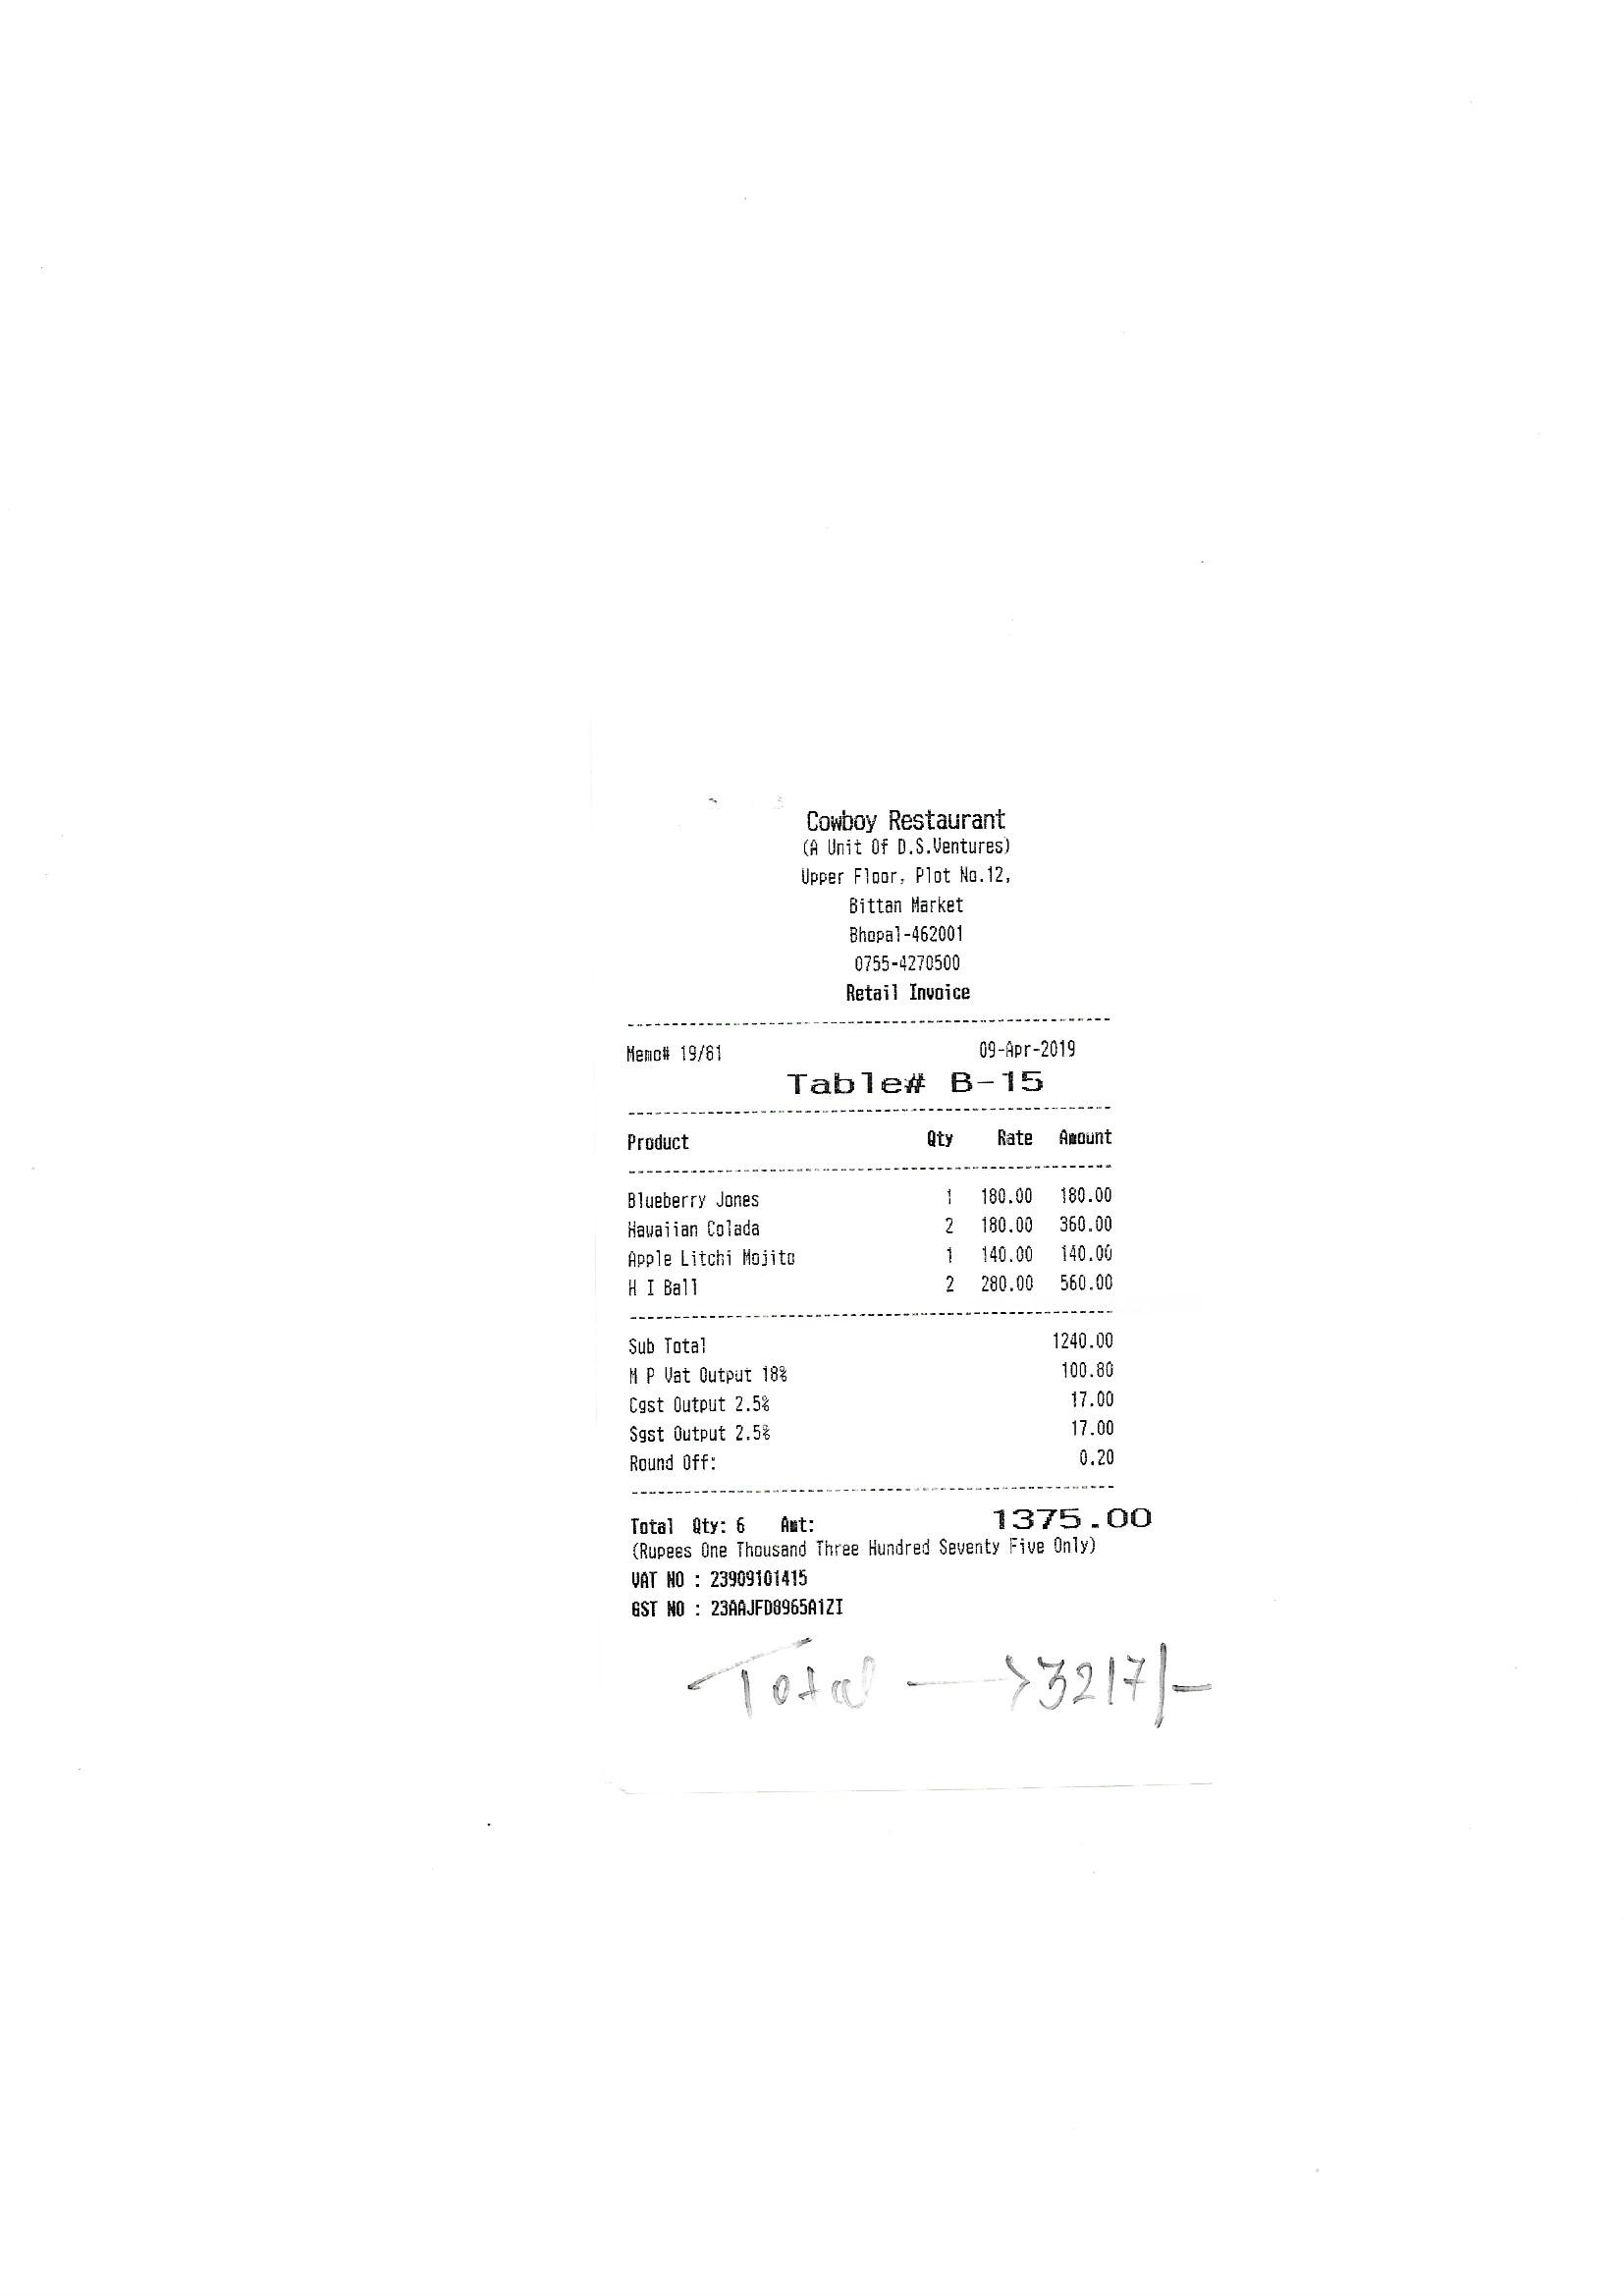 Cowboy Restaurant
(A Unit Of D.S.Ventures)
Upper Floor, Plot No.12,
Bittan Market
Bhopal-462001
0755-4270500
Retail Invoice
Memo# 19/81 09-Apr-2019
Table# B-15
Product Qty Rate Amount
Blueberry Jones 1 180.00 180.00
Hawaiian Colada 2 180.00 360.00
Apple Litchi Mojito 1 140.00 140.00
H I Ball 2 280.00 560.00
Sub Total 1240.00
M P Vat Output 18% 100.80
Cgst Output 2.5% 17.00
Sgst Output 2.5% 17.00
Round Off: 0.20
Total Qty: 6 Amt: 1375.00
(Rupees One Thousand Three Hundred Seventy Five Only)
VAT NO : 23909101415
GST NO : 23AAJFD8965A1ZI
Total → 3217/-